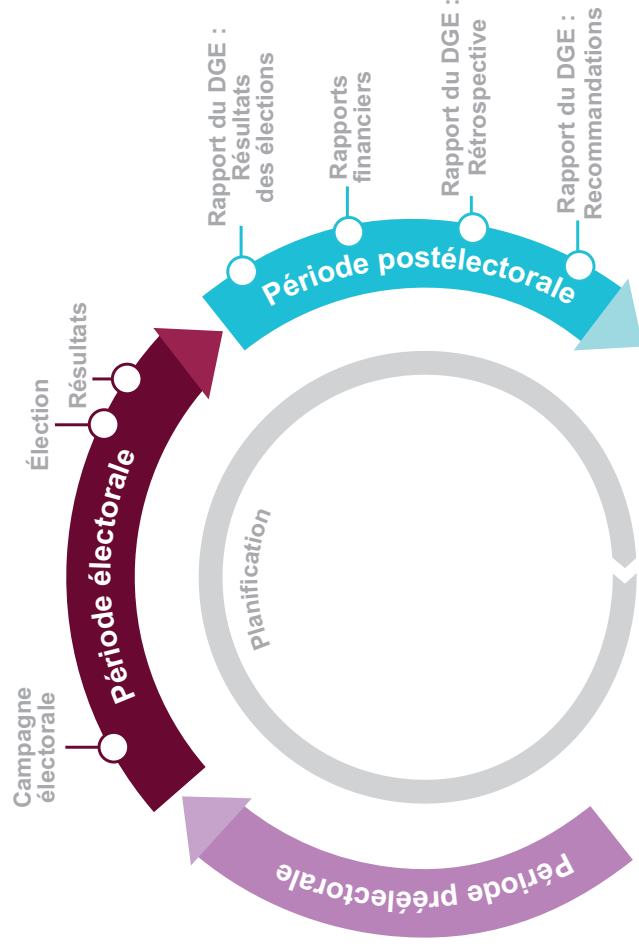 Période préélectorale
Campagne
électorale
Période électorale
Élection
Résultats
Période postélectorale
Rapport du DGE :
Résultats
des élections
Rapports
financiers
Rapport du DGE :
Rétrospective
Rapport du DGE :
Recommandations
Planification